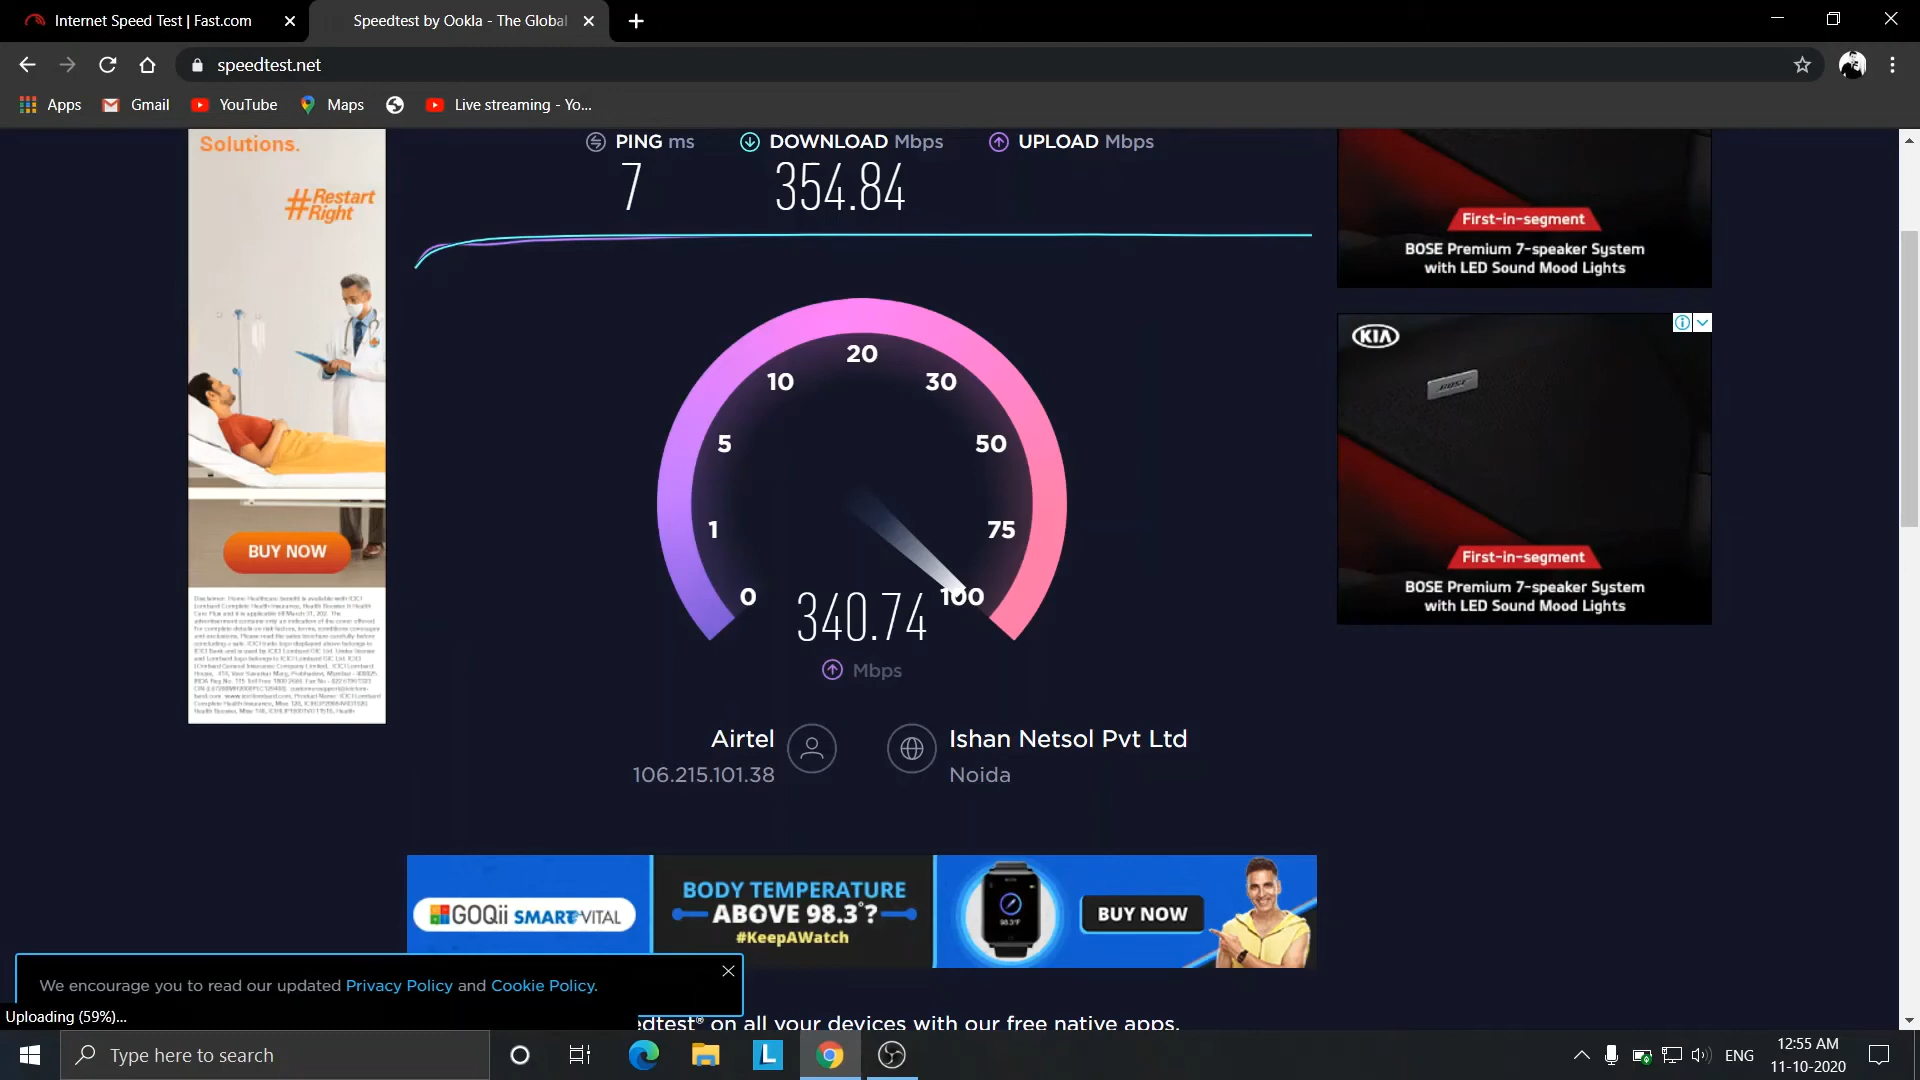 Internet Speed Test | Fast.com
Speedtest by Ookla - The Global
speedtest.net
Apps
Gmail
YouTube
Maps
Live streaming - Yo...
Solutions.
#Restart
Right
BUY NOW
PING ms
7
DOWNLOAD Mbps
354.84
UPLOAD Mbps
0
1
5
10
20
30
50
75
100
340.74
Mbps
Airtel
106.215.101.38
Ishan Netsol Pvt Ltd
Noida
First-in-segment
BOSE Premium 7-speaker System
with LED Sound Mood Lights
KIA
BOSE
First-in-segment
BOSE Premium 7-speaker System
with LED Sound Mood Lights
GOQii SMART VITAL
BODY TEMPERATURE
ABOVE 98.3°?
#KeepAWatch
98.3°F
BUY NOW
We encourage you to read our updated Privacy Policy and Cookie Policy.
Uploading (59%)...
edtest® on all your devices with our free native apps.
Type here to search
L
ENG
12:55 AM
11-10-2020